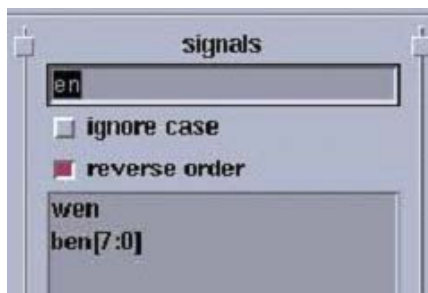 signals
en
ignore case
reverse order
wen
ben[7:0]